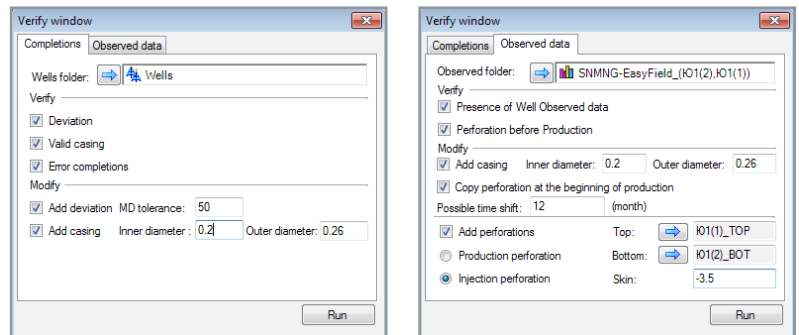 Verify window
Completions Observed data
Wells folder: Wells
Verify
Deviation
Valid casing
Error completions
Modify
Add deviation MD tolerance: 50
Add casing Inner diameter : 0.2 Outer diameter: 0.26
Run
Verify window
Completions Observed data
Observed folder: SNMNG-EasyField_(Ю1(2),Ю1(1))
Verify
Presence of Well Observed data
Perforation before Production
Modify
Add casing Inner diameter: 0.2 Outer diameter: 0.26
Copy perforation at the beginning of production
Possible time shift: 12 (month)
Add perforations Top: Ю1(1)_TOP
Production perforation Bottom: Ю1(2)_BOT
Injection perforation Skin: -3.5
Run